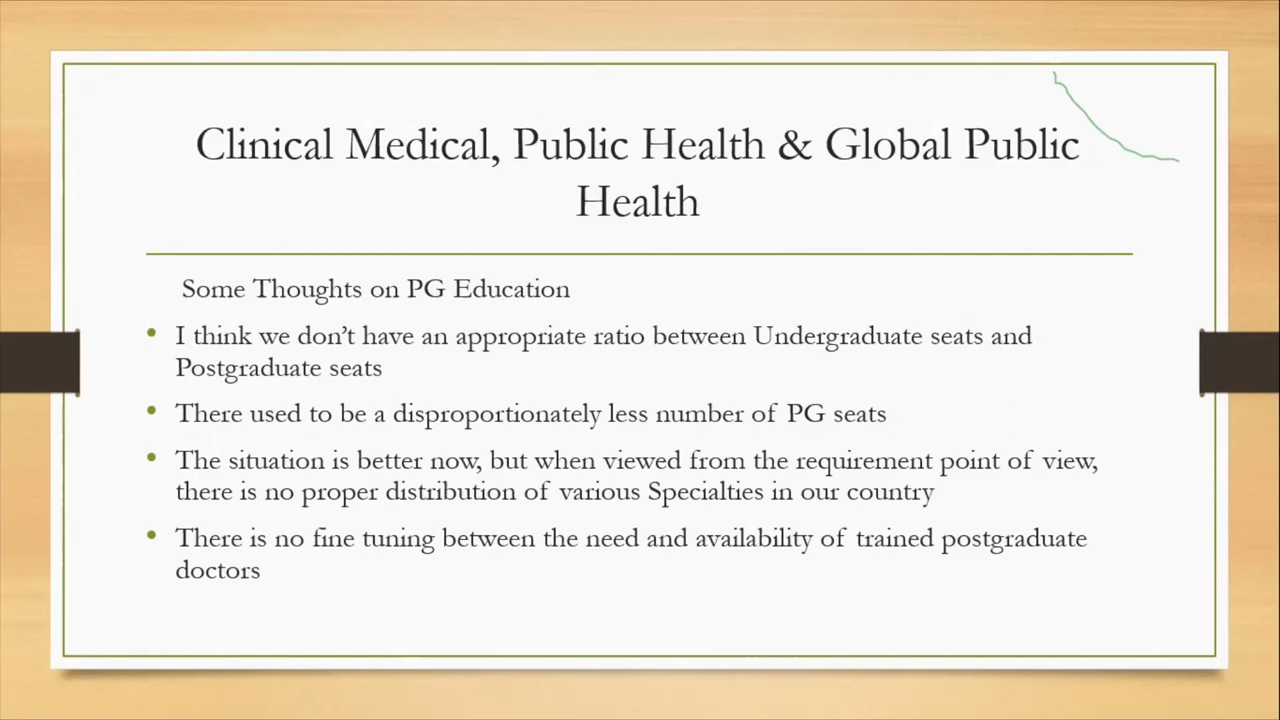 Clinical Medical, Public Health & Global Public
Health
Some Thoughts on PG Education
• I think we don’t have an appropriate ratio between Undergraduate seats and
Postgraduate seats
• There used to be a disproportionately less number of PG seats
• The situation is better now, but when viewed from the requirement point of view,
there is no proper distribution of various Specialties in our country
• There is no fine tuning between the need and availability of trained postgraduate
doctors